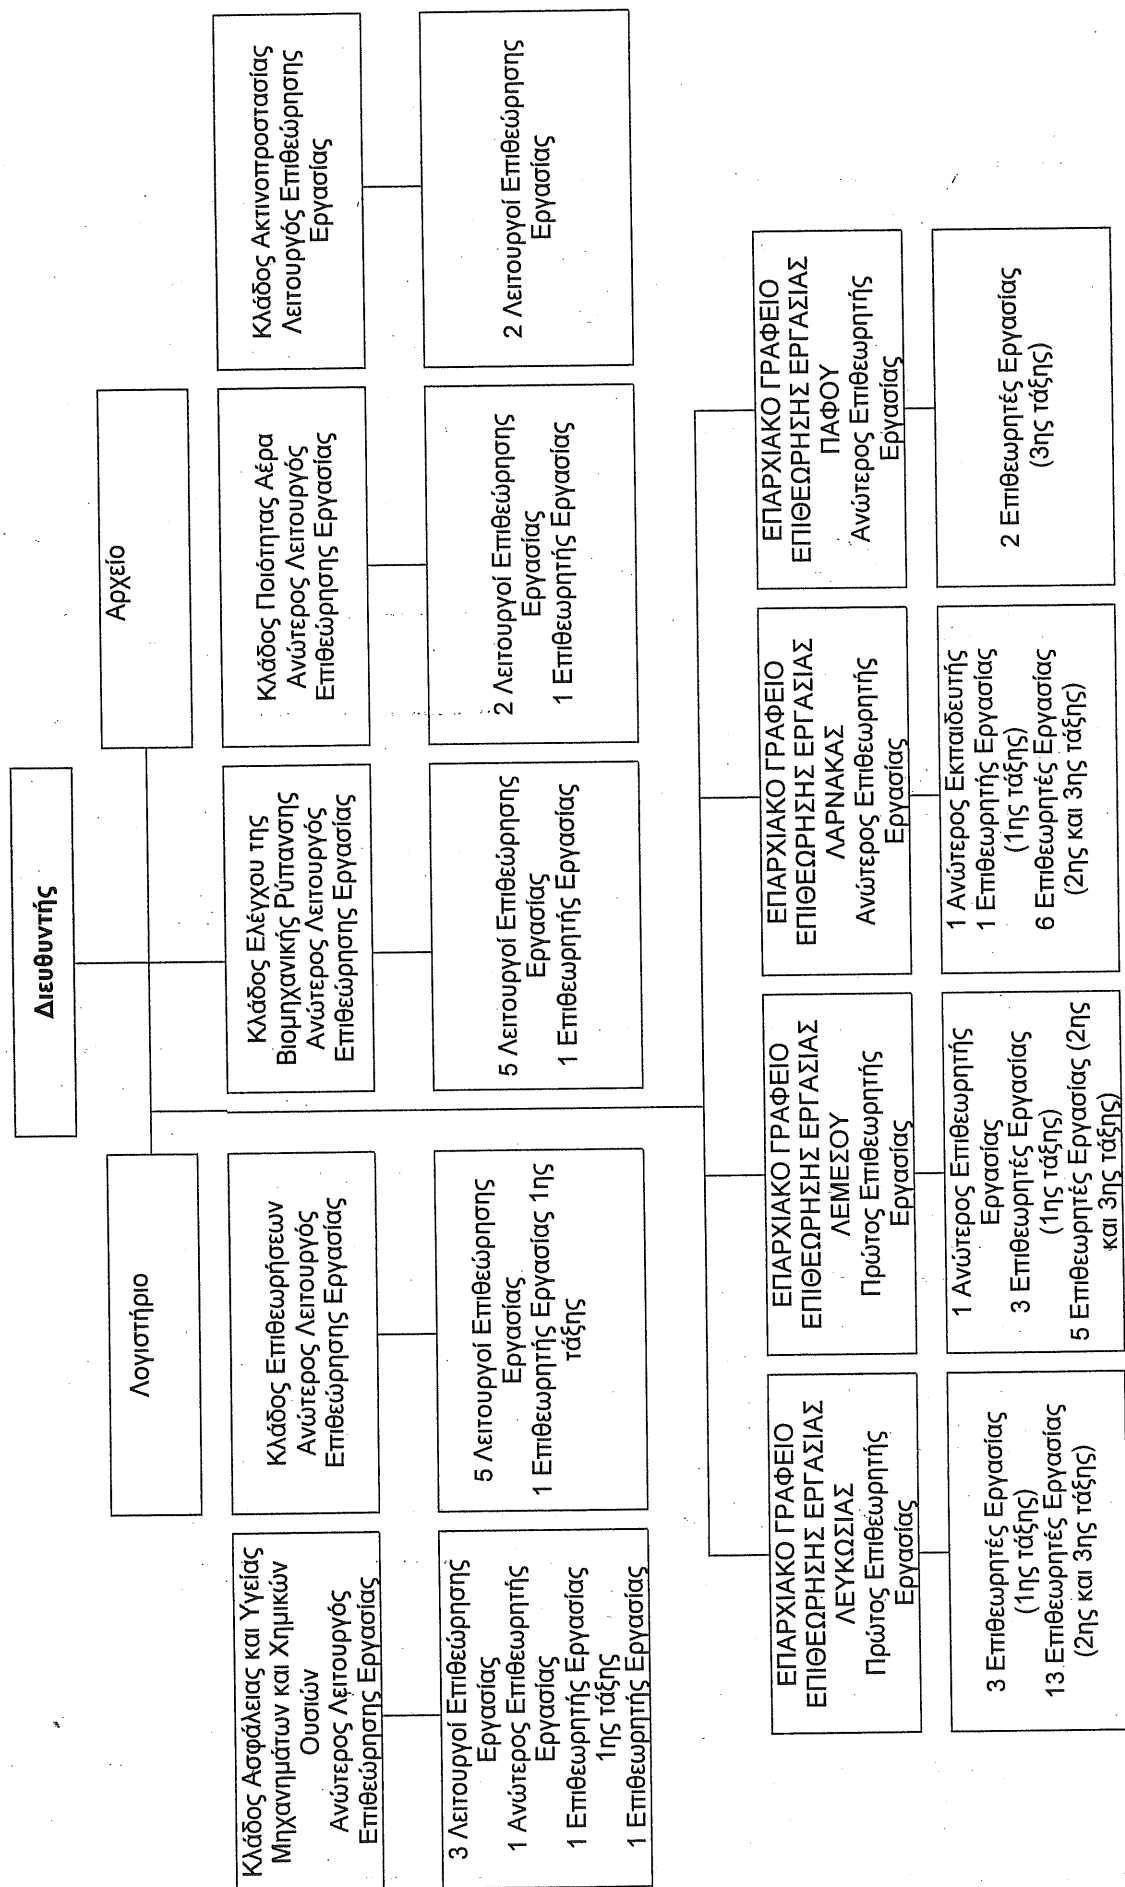 Διευθυντής
Λογιστήριο
Αρχείο
Κλάδος Ασφάλειας και Υγείας
Μηχανημάτων και Χημικών
Ουσιών
Ανώτερος Λειτουργός
Επιθεώρησης Εργασίας
Κλάδος Επιθεωρήσεων
Ανώτερος Λειτουργός
Επιθεώρησης Εργασίας
Κλάδος Ελέγχου της
Βιομηχανικής Ρύπανσης
Ανώτερος Λειτουργός
Επιθεώρησης Εργασίας
Κλάδος Ποιότητας Αέρα
Ανώτερος Λειτουργός
Επιθεώρησης Εργασίας
Κλάδος Ακτινοπροστασίας
Λειτουργός Επιθεώρησης
Εργασίας
3 Λειτουργοί Επιθεώρησης
Εργασίας
1 Ανώτερος Επιθεωρητής
Εργασίας
1 Επιθεωρητής Εργασίας
1ης τάξης
1 Επιθεωρητής Εργασίας
5 Λειτουργοί Επιθεώρησης
Εργασίας
1 Επιθεωρητής Εργασίας 1ης
τάξης
5 Λειτουργοί Επιθεώρησης
Εργασίας
1 Επιθεωρητής Εργασίας
2 Λειτουργοί Επιθεώρησης
Εργασίας
1 Επιθεωρητής Εργασίας
2 Λειτουργοί Επιθεώρησης
Εργασίας
ΕΠΑΡΧΙΑΚΟ ΓΡΑΦΕΙΟ
ΕΠΙΘΕΩΡΗΣΗΣ ΕΡΓΑΣΙΑΣ
ΛΕΥΚΩΣΙΑΣ
Πρώτος Επιθεωρητής
Εργασίας
ΕΠΑΡΧΙΑΚΟ ΓΡΑΦΕΙΟ
ΕΠΙΘΕΩΡΗΣΗΣ ΕΡΓΑΣΙΑΣ
ΛΕΜΕΣΟΥ
Πρώτος Επιθεωρητής
Εργασίας
ΕΠΑΡΧΙΑΚΟ ΓΡΑΦΕΙΟ
ΕΠΙΘΕΩΡΗΣΗΣ ΕΡΓΑΣΙΑΣ
ΛΑΡΝΑΚΑΣ
Ανώτερος Επιθεωρητής
Εργασίας
ΕΠΑΡΧΙΑΚΟ ΓΡΑΦΕΙΟ
ΕΠΙΘΕΩΡΗΣΗΣ ΕΡΓΑΣΙΑΣ
ΠΑΦΟΥ
Ανώτερος Επιθεωρητής
Εργασίας
3 Επιθεωρητές Εργασίας
(1ης τάξης)
13 Επιθεωρητές Εργασίας
(2ης και 3ης τάξης)
1 Ανώτερος Επιθεωρητής
Εργασίας
3 Επιθεωρητές Εργασίας
(1ης τάξης)
5 Επιθεωρητές Εργασίας (2ης
και 3ης τάξης)
1 Ανώτερος Εκπαιδευτής
1 Επιθεωρητής Εργασίας
(1ης τάξης)
6 Επιθεωρητές Εργασίας
(2ης και 3ης τάξης)
2 Επιθεωρητές Εργασίας
(3ης τάξης)